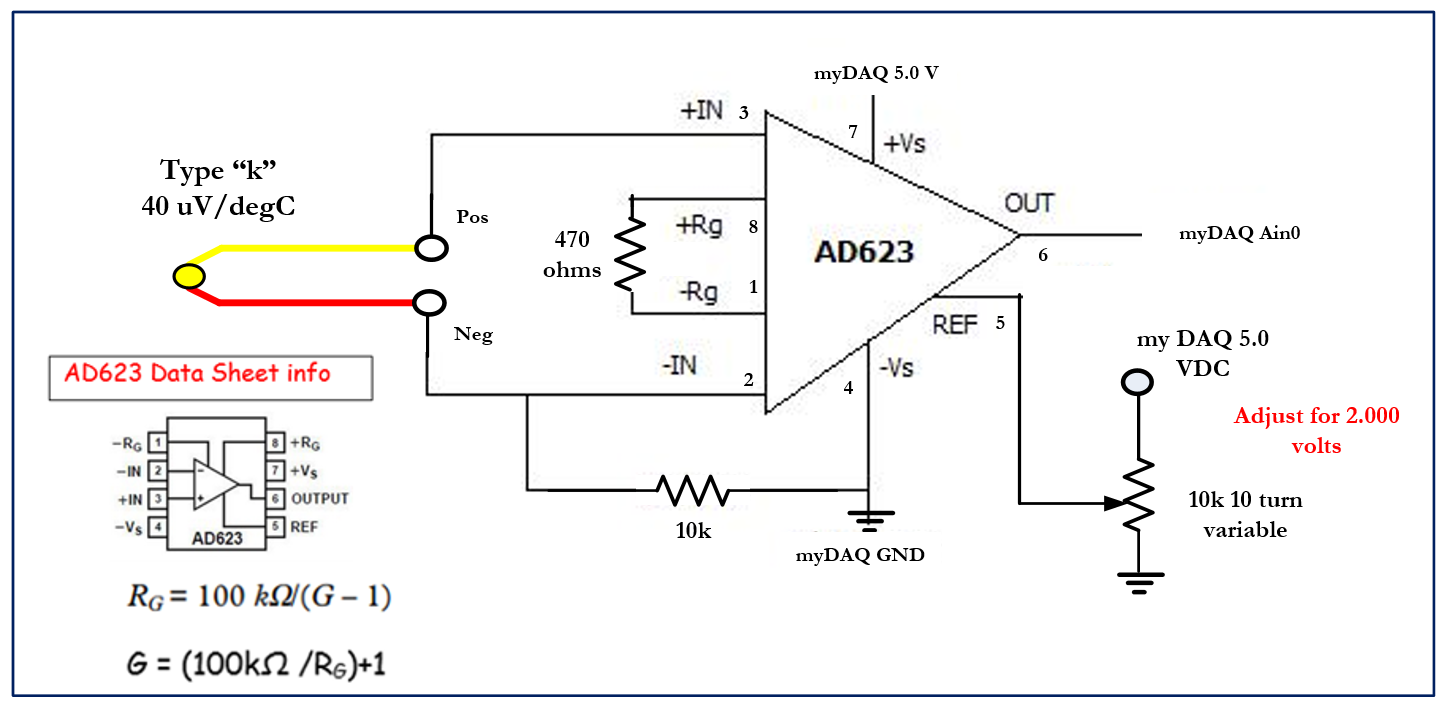 myDAQ 5.0 V
+IN 3
7
+Vs
Type “k”
40 uV/degC
Pos
470
ohms
+Rg 8
-Rg 1
AD623
OUT
6
myDAQ Ain0
REF 5
Neg
-IN 2
4
-Vs
my DAQ 5.0
VDC
Adjust for 2.000
volts
10k 10 turn
variable
10k
myDAQ GND
AD623 Data Sheet info
−RG 1
8 +RG
−IN 2
7 +VS
+IN 3
6 OUTPUT
−VS 4
5 REF
AD623
RG = 100 kΩ/(G – 1)
G = (100kΩ /RG)+1